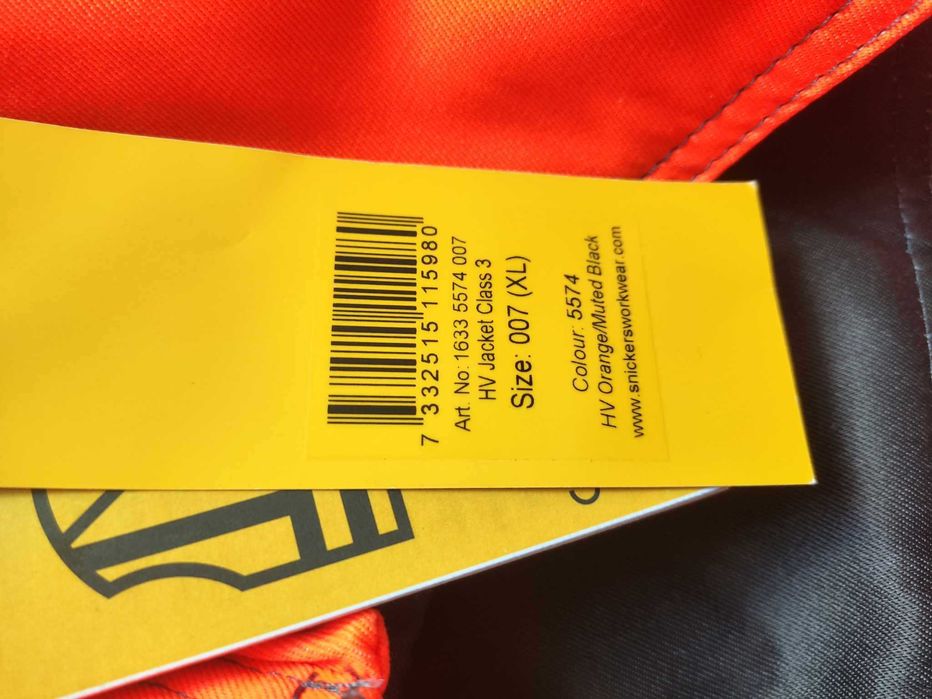 7 332515 115980
Art. No: 1633 5574 007
HV Jacket Class 3
Size: 007 (XL)
Colour: 5574
HV Orange/Muted Black
www.snickersworkwear.com